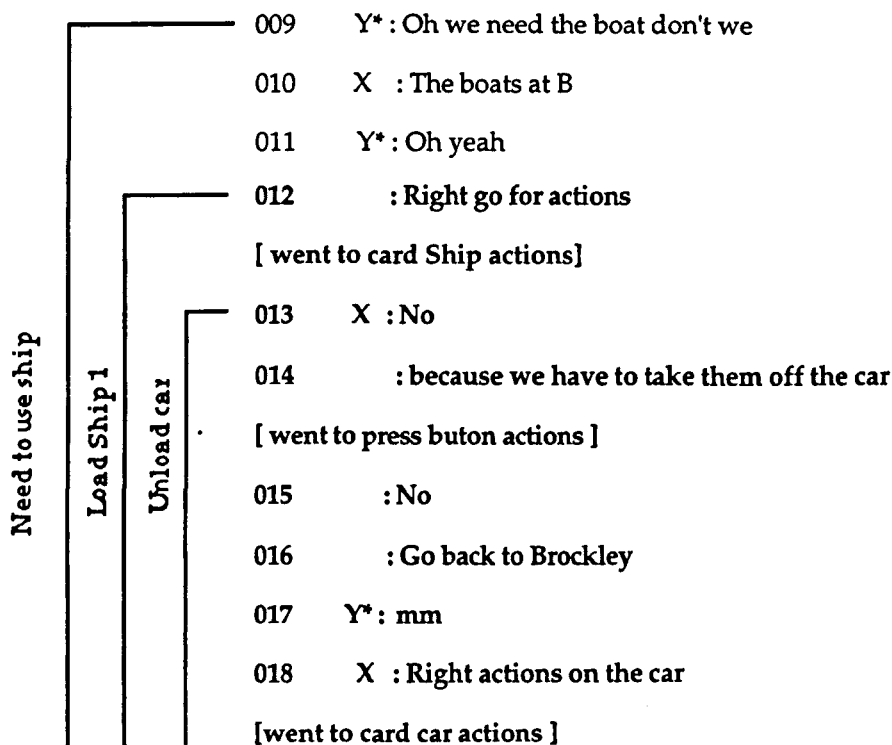 009 Y* : Oh we need the boat don't we
010 X : The boats at B
011 Y* : Oh yeah
012 : Right go for actions
[ went to card Ship actions]
013 X : No
014 : because we have to take them off the car
[ went to press buton actions ]
015 : No
016 : Go back to Brockley
017 Y* : mm
018 X : Right actions on the car
[went to card car actions ]
Need to use ship
Load Ship 1
Unload car